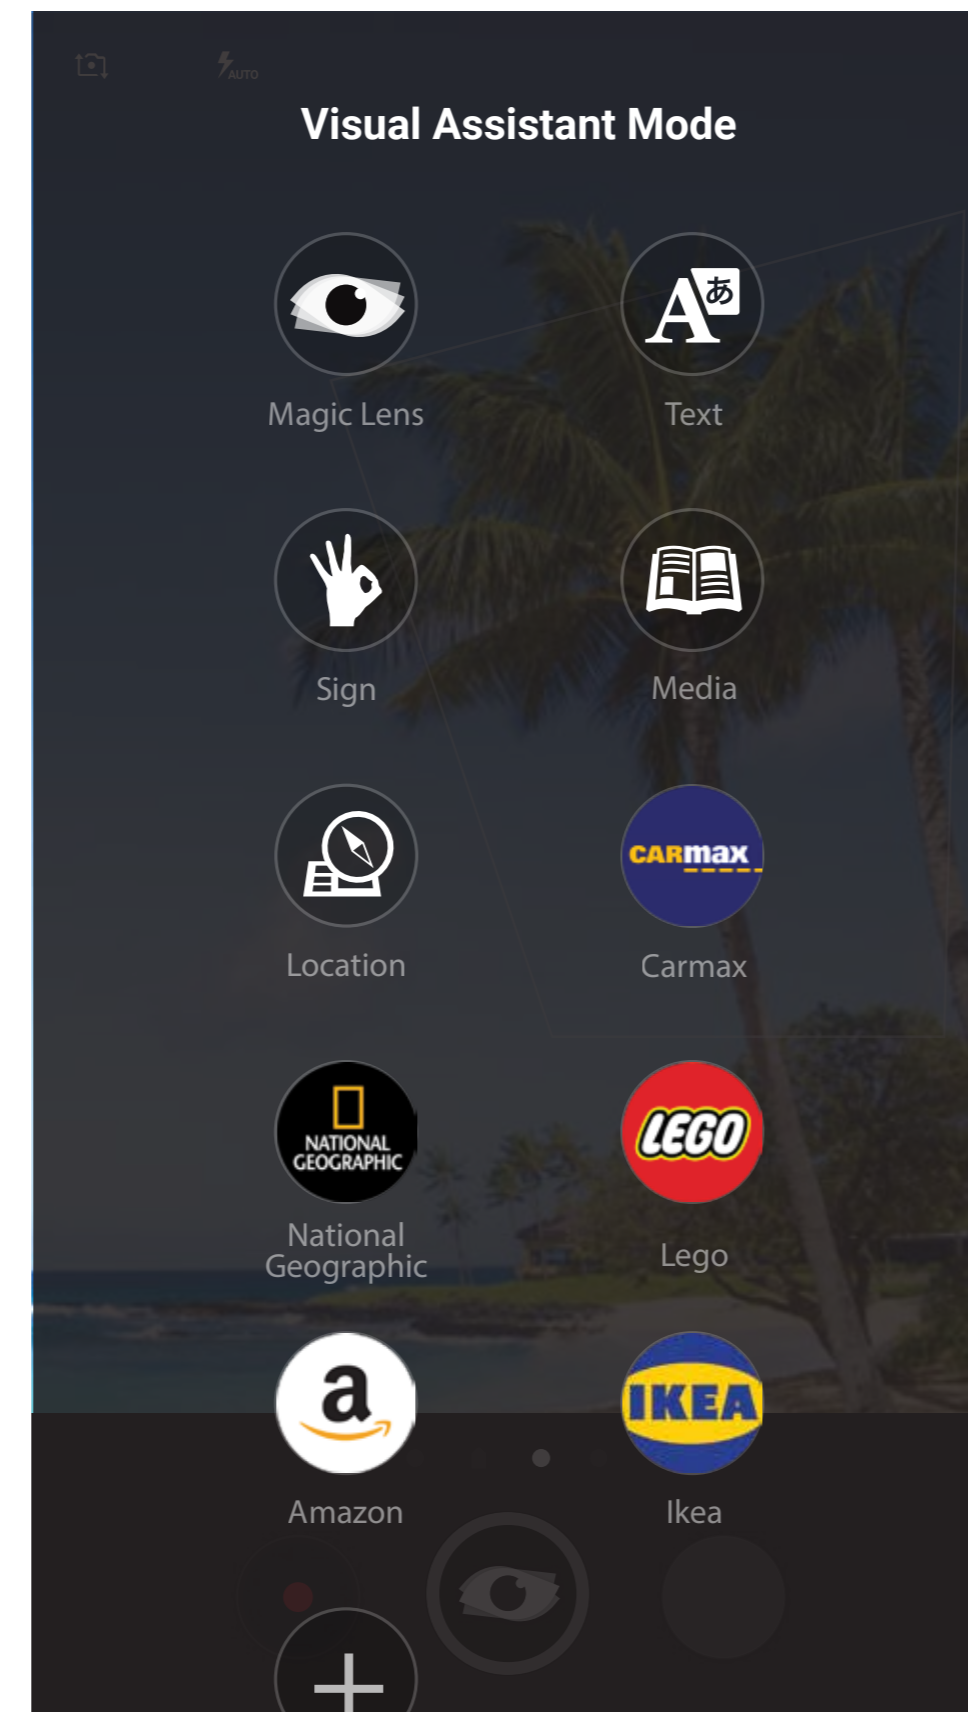 AUTO
Visual Assistant Mode
A あ
Magic Lens
Text
Sign
Media
CARmax
Location
Carmax
NATIONAL
GEOGRAPHIC
LEGO
National
Geographic
Lego
a
IKEA
Amazon
Ikea